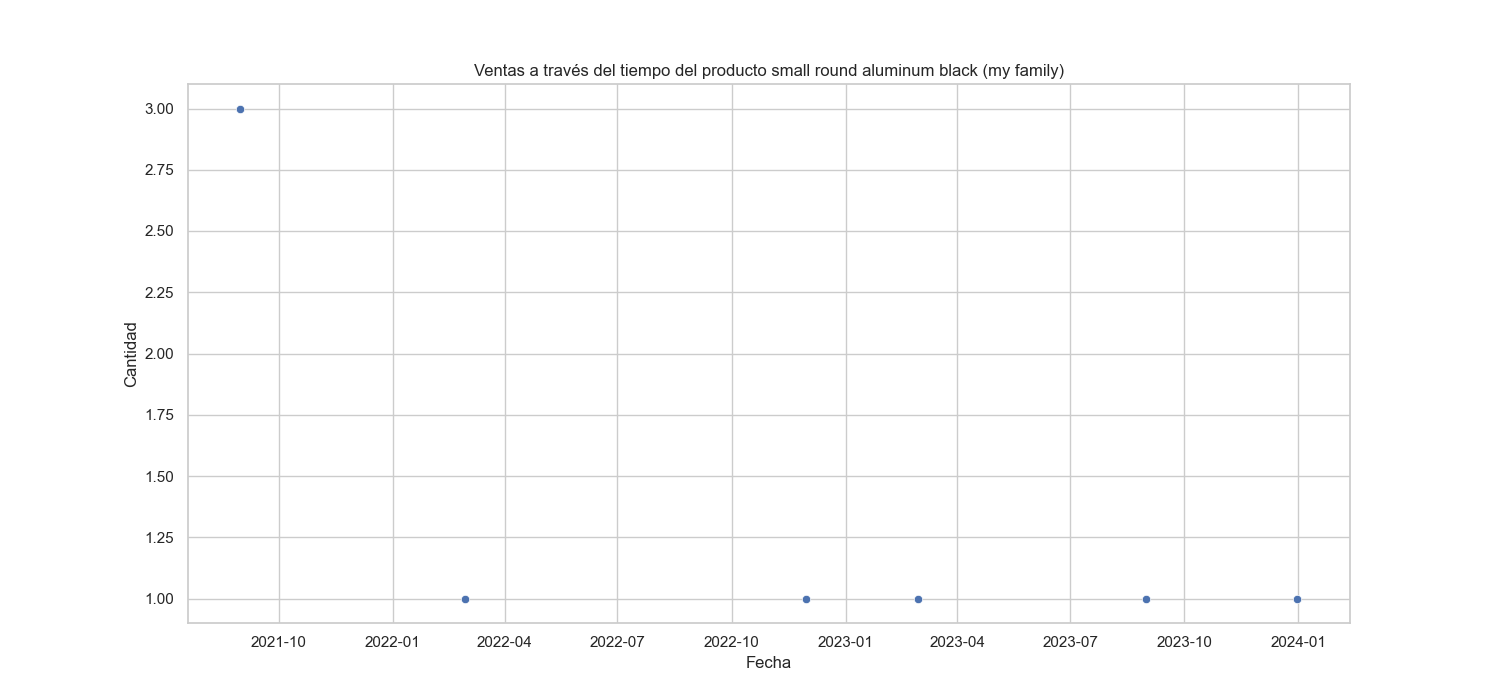 Ventas a través del tiempo del producto small round aluminum black (my family)
3.00
2.75
2.50
2.25
2.00
1.75
1.50
1.25
1.00
Cantidad
2021-10 2022-01 2022-04 2022-07 2022-10 2023-01 2023-04 2023-07 2023-10 2024-01
Fecha